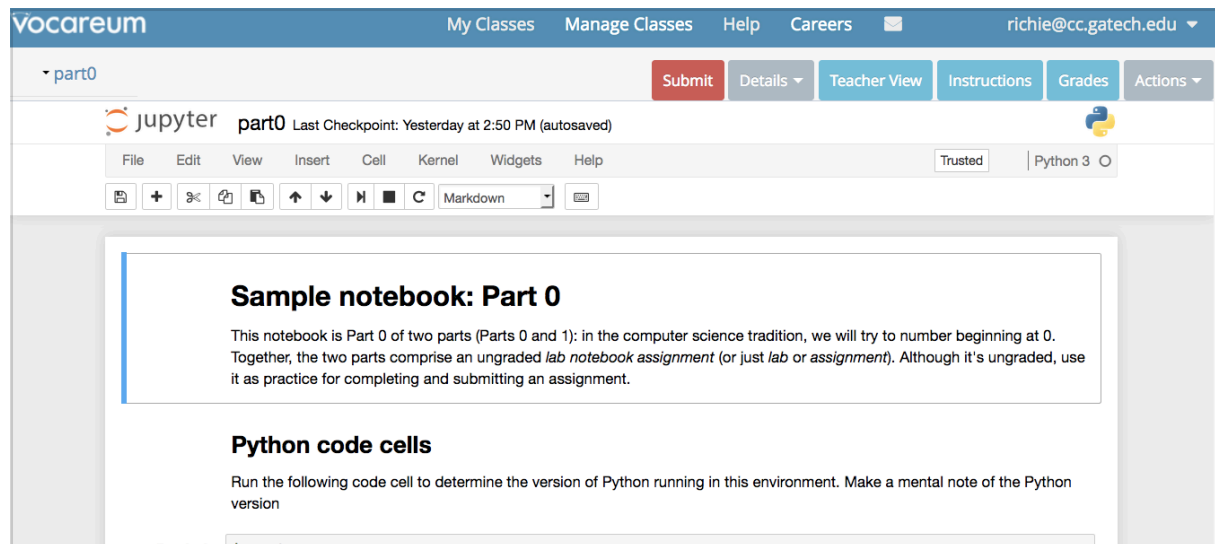 vocareum My Classes Manage Classes Help Careers richie@cc.gatech.edu
part0 Submit Details Teacher View Instructions Grades Actions
jupyter part0 Last Checkpoint: Yesterday at 2:50 PM (autosaved)
File Edit View Insert Cell Kernel Widgets Help Trusted Python 3
Markdown
Sample notebook: Part 0
This notebook is Part 0 of two parts (Parts 0 and 1): in the computer science tradition, we will try to number beginning at 0.
Together, the two parts comprise an ungraded lab notebook assignment (or just lab or assignment). Although it's ungraded, use
it as practice for completing and submitting an assignment.
Python code cells
Run the following code cell to determine the version of Python running in this environment. Make a mental note of the Python
version